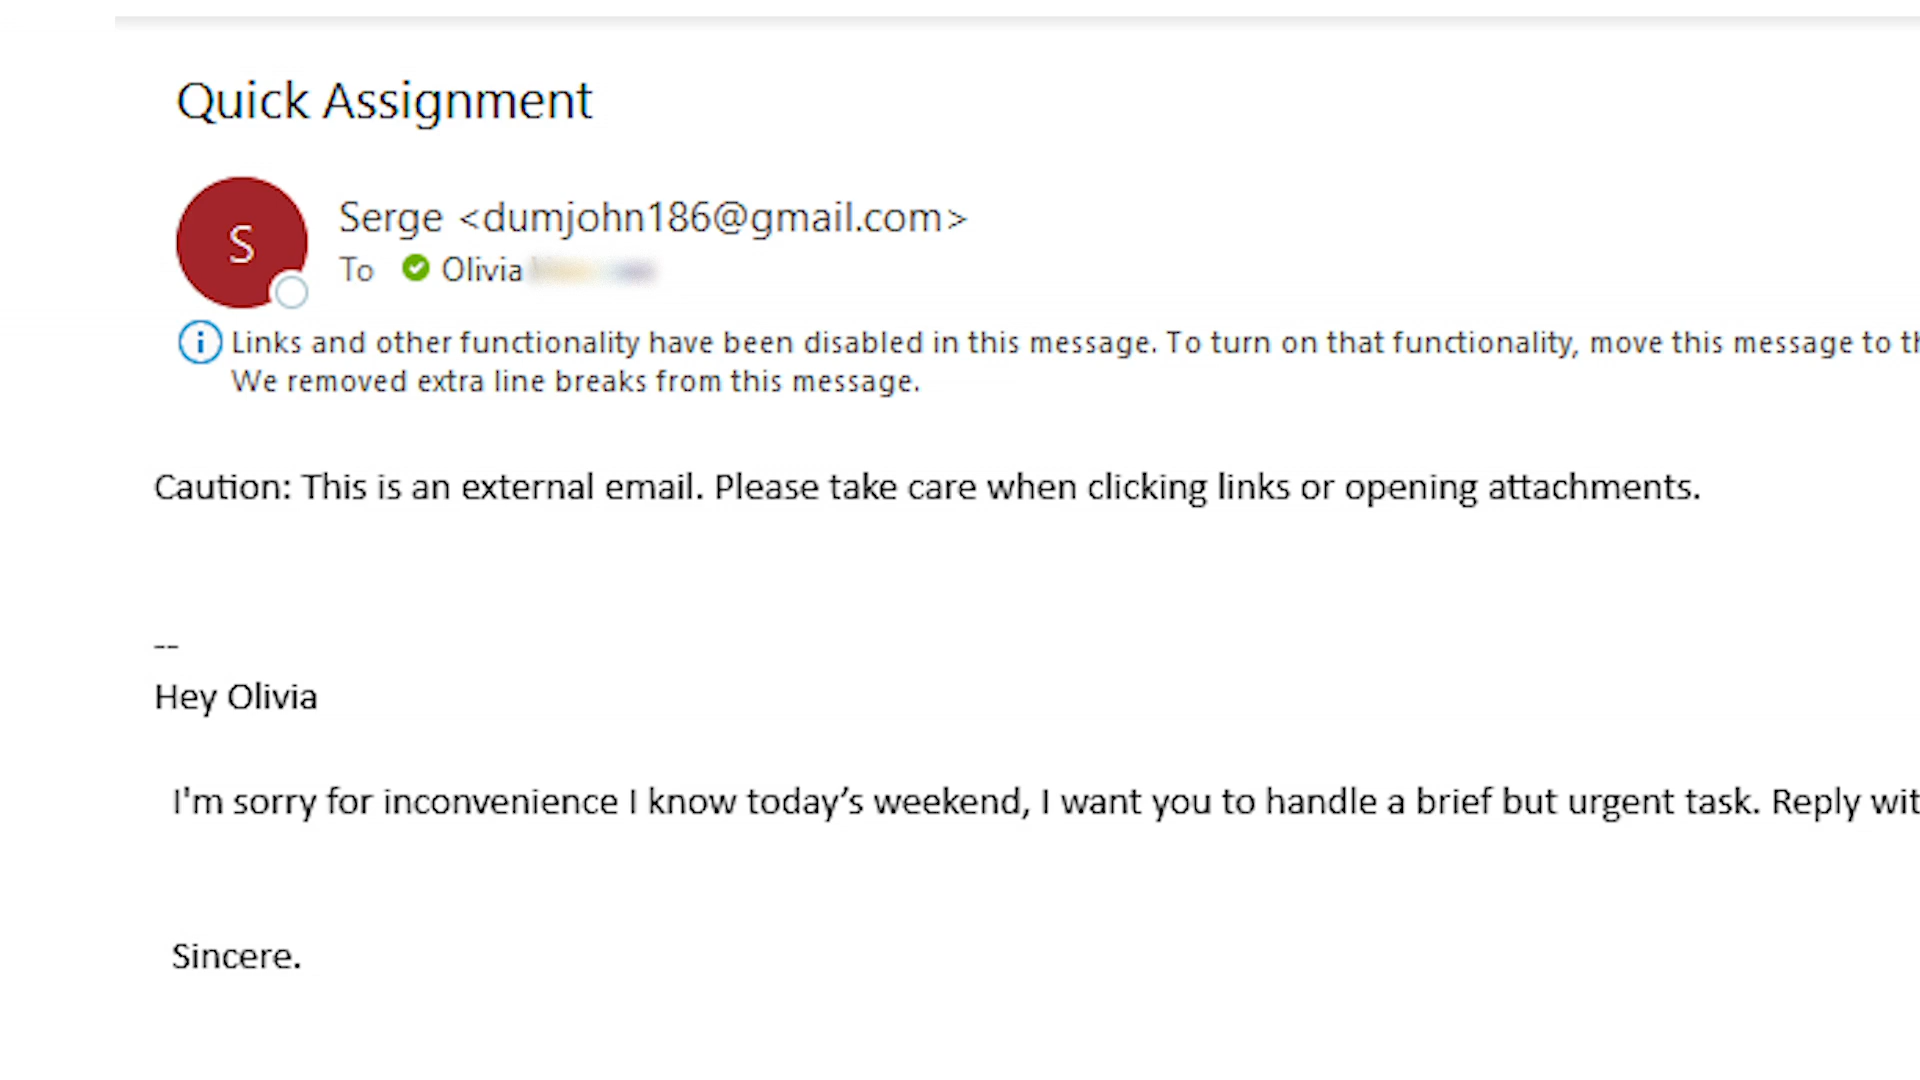 Quick Assignment
S
Serge <dumjohn186@gmail.com>
To Olivia
Links and other functionality have been disabled in this message. To turn on that functionality, move this message to
We removed extra line breaks from this message.
Caution: This is an external email. Please take care when clicking links or opening attachments.
--
Hey Olivia
I'm sorry for inconvenience I know today’s weekend, I want you to handle a brief but urgent task. Reply
Sincere.